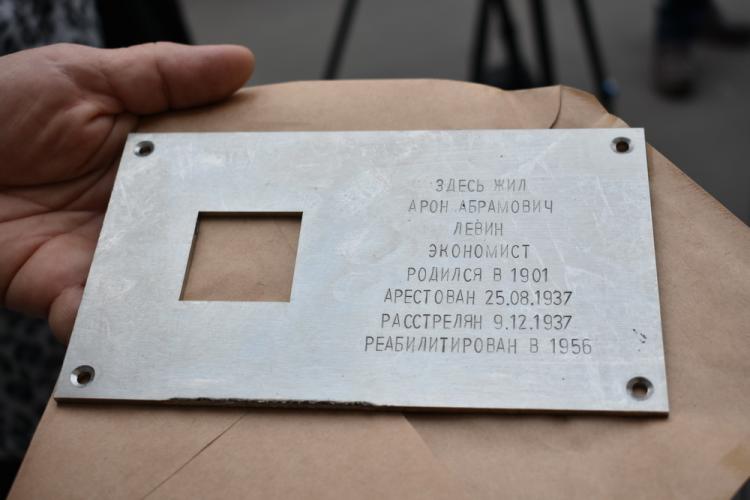 ЗДЕСЬ ЖИЛ
АРОН АБРАМОВИЧ
ЛЕВИН
ЭКОНОМИСТ
РОДИЛСЯ В 1901
АРЕСТОВАН 25.08.1937
РАССТРЕЛЯН 9.12.1937
РЕАБИЛИТИРОВАН В 1956